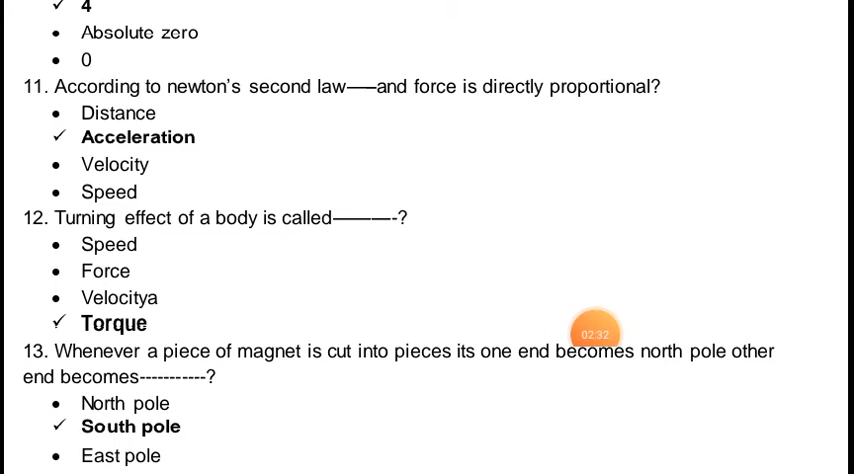 ✓ 4
• Absolute zero
• 0
11. According to newton's second law——and force is directly proportional?
• Distance
✓ Acceleration
• Velocity
• Speed
12. Turning effect of a body is called————-?
• Speed
• Force
• Velocitya
✓ Torque
02:32
13. Whenever a piece of magnet is cut into pieces its one end becomes north pole other
end becomes-----------?
• North pole
✓ South pole
• East pole